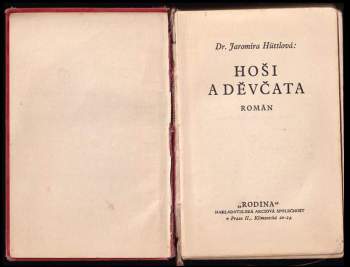 Dr. Jaromíra Hüttlová:
HOŠI
A DĚVČATA
ROMÁN
„RODINA“
NAKLADATELSKÁ AKCIOVÁ SPOLEČNOST
v Praze II., Klimentská 20-24